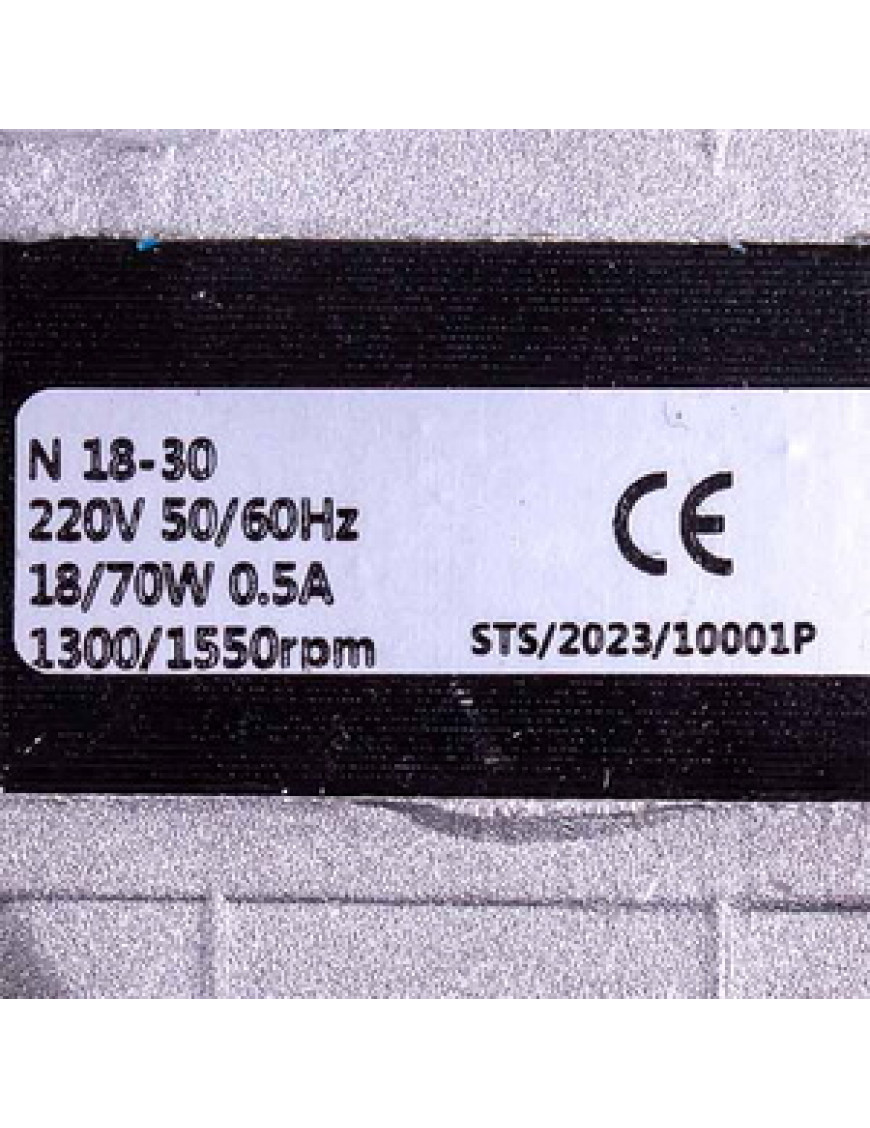 N 18-30
220V 50/60Hz
18/70W 0.5A
1300/1550rpm
CE
STS/2023/10001P